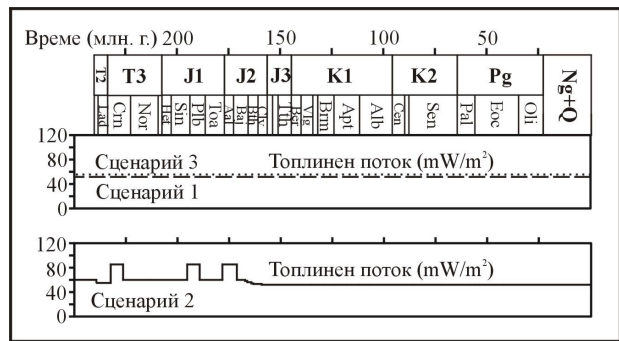 Време (млн. г.) 200 150 100 50
T2 T3 J1 J2 J3 K1 K2 Pg Ng+Q
Lad Crn Nor Het Sin Plb Toa Aal Baj Bth Clv Tth Ber Vlg Brm Apt Alb Cen Sen Pal Eoc Oli
120
80
Сценарий 3 Топлинен поток (mW/m²)
40
Сценарий 1
0
120
80
Топлинен поток (mW/m²)
40
Сценарий 2
0